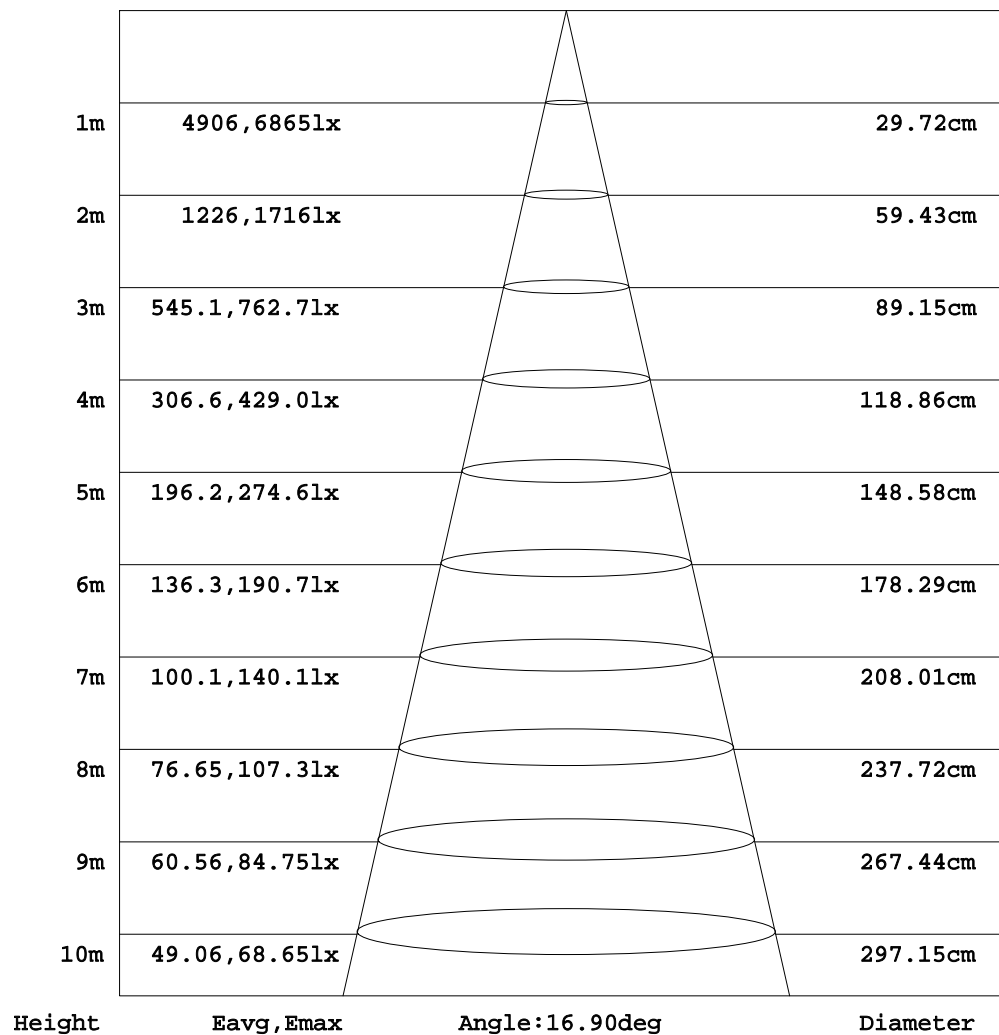 1m 4906,6865lx 29.72cm
2m 1226,1716lx 59.43cm
3m 545.1,762.7lx 89.15cm
4m 306.6,429.0lx 118.86cm
5m 196.2,274.6lx 148.58cm
6m 136.3,190.7lx 178.29cm
7m 100.1,140.1lx 208.01cm
8m 76.65,107.3lx 237.72cm
9m 60.56,84.75lx 267.44cm
10m 49.06,68.65lx 297.15cm
Height Eavg,Emax Angle:16.90deg Diameter